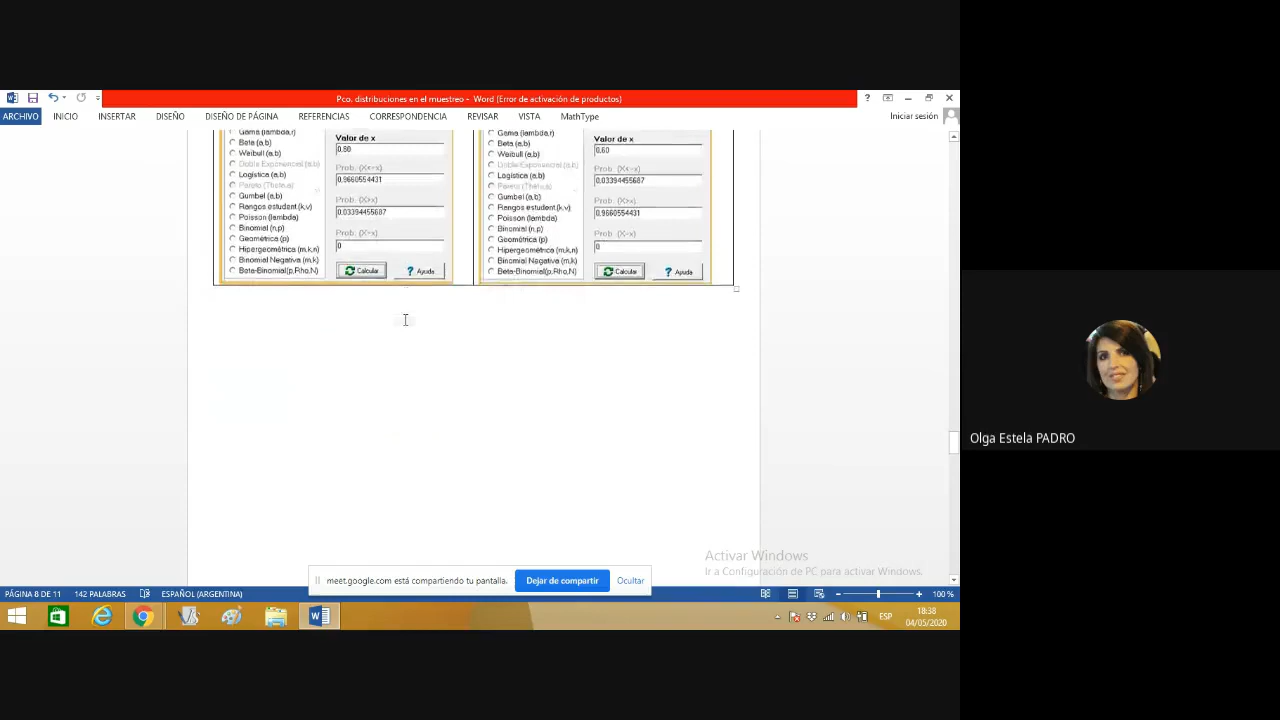 Pco. distribuciones en el muestreo - Word (Error de activación de productos)
ARCHIVO INICIO INSERTAR DISEÑO DISEÑO DE PÁGINA REFERENCIAS CORRESPONDENCIA REVISAR VISTA MathType Iniciar sesión
Gama (lambda,r)
Beta (a,b)
Weibull (a,b)
Doble Exponencial (a,b)
Logística (a,b)
Pareto (Theta,a)
Gumbel (a,b)
Rangos estudent.(k,v)
Poisson (lambda)
Binomial (n,p)
Geométrica (p)
Hipergeométrica (m,k,n)
Binomial Negativa (m,k)
Beta-Binomial(p,Rho,N)
Valor de x
0.80
Prob. (X<=x)
0.9660554431
Prob. (X>x)
0.03394455687
Prob. (X=x)
0
Calcular
Ayuda
Gama (lambda,r)
Beta (a,b)
Weibull (a,b)
Doble Exponencial (a,b)
Logística (a,b)
Pareto (Theta,a)
Gumbel (a,b)
Rangos estudent.(k,v)
Poisson (lambda)
Binomial (n,p)
Geométrica (p)
Hipergeométrica (m,k,n)
Binomial Negativa (m,k)
Beta-Binomial(p,Rho,N)
Valor de x
0.60
Prob. (X<=x)
0.03394455687
Prob. (X>x)
0.9660554431
Prob. (X=x)
0
Calcular
Ayuda
Olga Estela PADRO
Activar Windows
Ir a Configuración de PC para activar Windows.
meet.google.com está compartiendo tu pantalla.
Dejar de compartir
Ocultar
PÁGINA 8 DE 11 142 PALABRAS ESPAÑOL (ARGENTINA) 100 %
ESP
18:38
04/05/2020